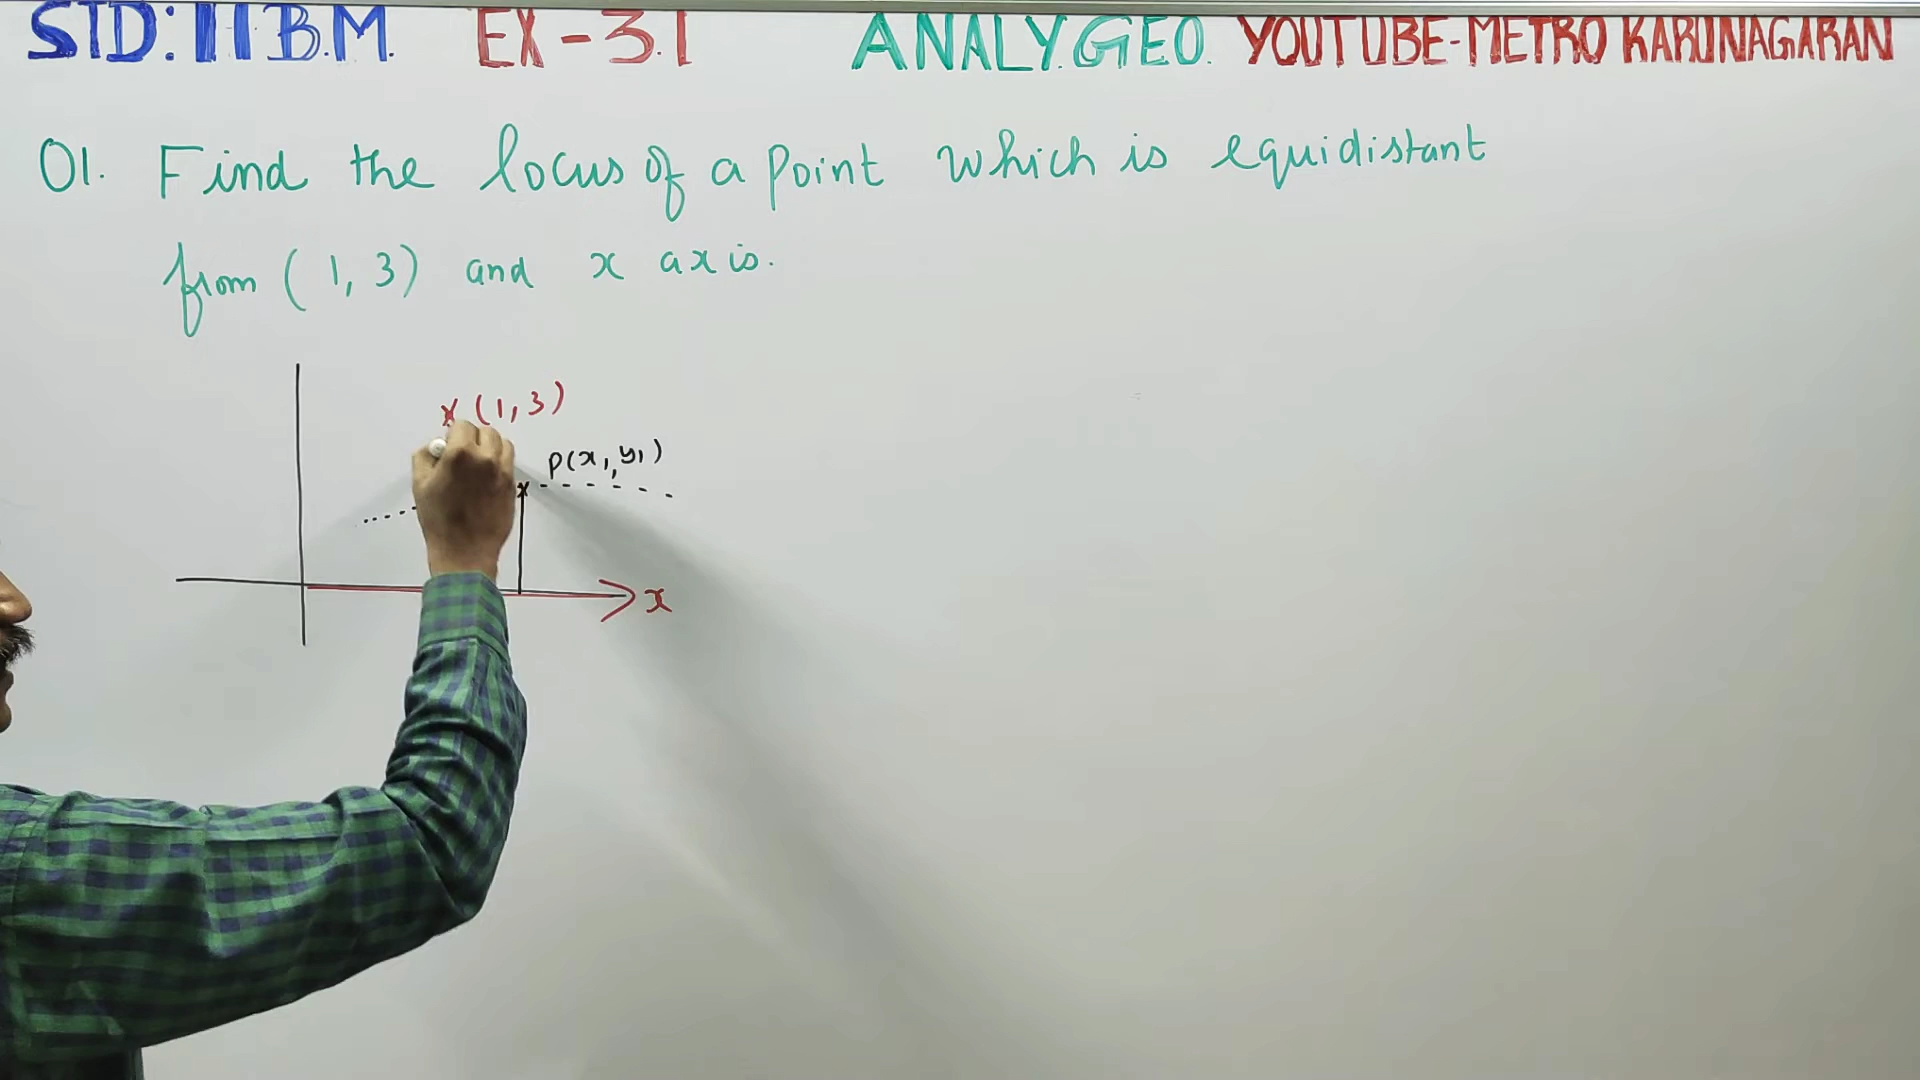 STD: 11 B.M. EX-3.1 ANALY.GEO. YOUTUBE-METRO KARUNAGARAN
01. Find the locus of a point which is equidistant
from (1, 3) and x axis.
(1, 3)
P(x₁, y₁)
x